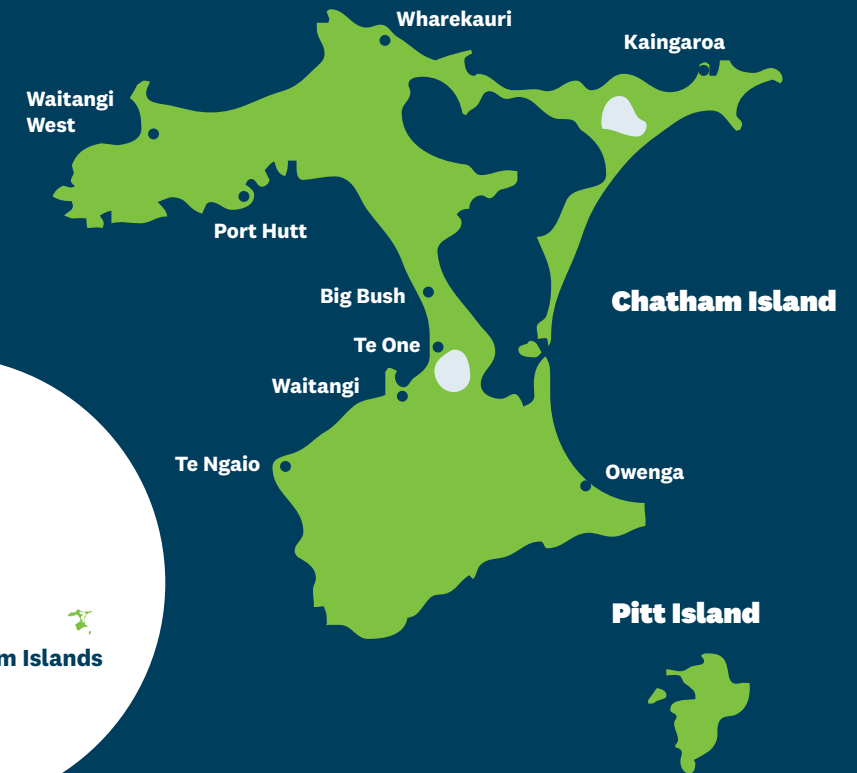 Wharekauri
Kaingaroa
Waitangi
West
Port Hutt
Big Bush
Chatham Island
Te One
Waitangi
Te Ngaio
Owenga
Pitt Island
m Islands